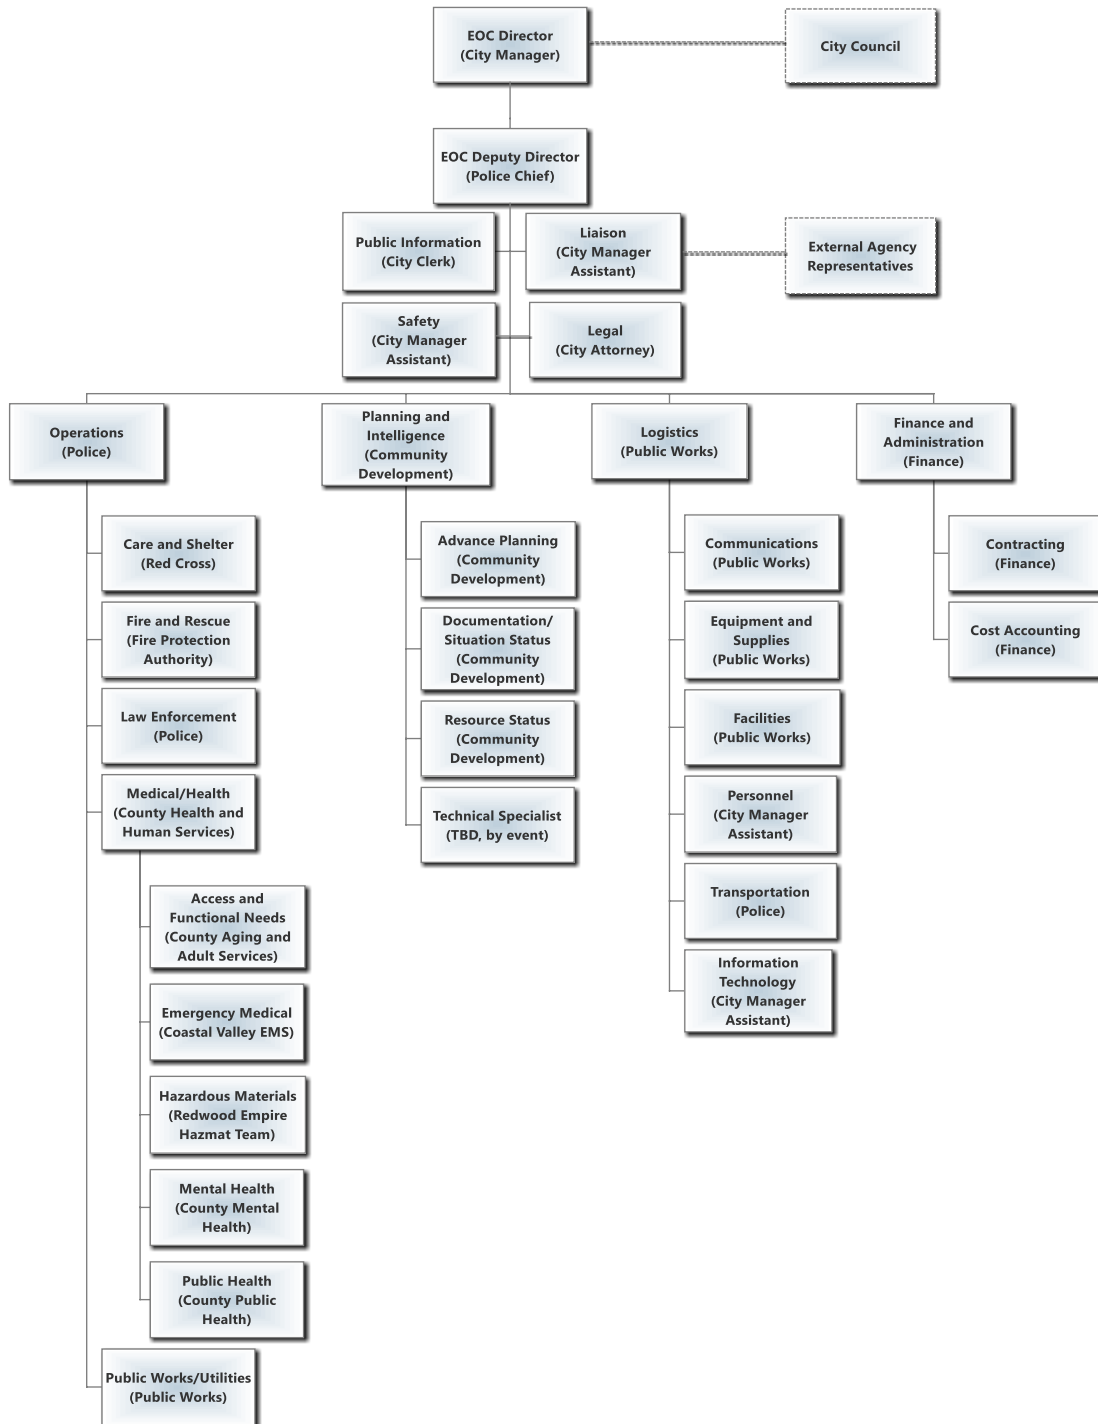 EOC Director
(City Manager)
City Council
EOC Deputy Director
(Police Chief)
Public Information
(City Clerk)
Liaison
(City Manager
Assistant)
External Agency
Representatives
Safety
(City Manager
Assistant)
Legal
(City Attorney)
Operations
(Police)
Planning and
Intelligence
(Community
Development)
Logistics
(Public Works)
Finance and
Administration
(Finance)
Care and Shelter
(Red Cross)
Fire and Rescue
(Fire Protection
Authority)
Law Enforcement
(Police)
Medical/Health
(County Health and
Human Services)
Access and
Functional Needs
(County Aging and
Adult Services)
Emergency Medical
(Coastal Valley EMS)
Hazardous Materials
(Redwood Empire
Hazmat Team)
Mental Health
(County Mental
Health)
Public Health
(County Public
Health)
Public Works/Utilities
(Public Works)
Advance Planning
(Community
Development)
Documentation/
Situation Status
(Community
Development)
Resource Status
(Community
Development)
Technical Specialist
(TBD, by event)
Communications
(Public Works)
Equipment and
Supplies
(Public Works)
Facilities
(Public Works)
Personnel
(City Manager
Assistant)
Transportation
(Police)
Information
Technology
(City Manager
Assistant)
Contracting
(Finance)
Cost Accounting
(Finance)